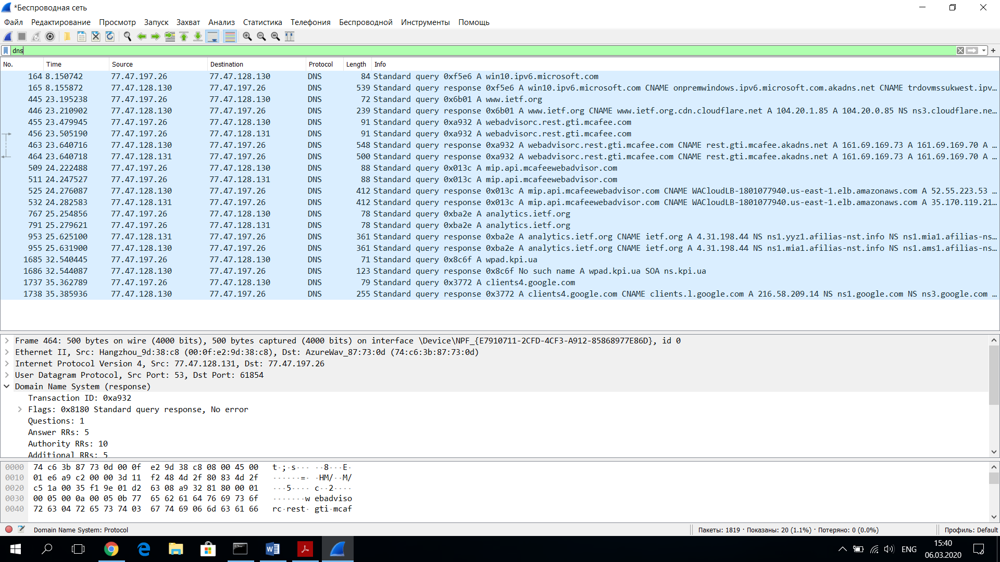 *Беспроводная сеть
Файл Редактирование Просмотр Запуск Захват Анализ Статистика Телефония Беспроводной Инструменты Помощь
dns
No. Time Source Destination Protocol Length Info
164 8.150742 77.47.197.26 77.47.128.130 DNS 84 Standard query 0xf5e6 A win10.ipv6.microsoft.com
165 8.155872 77.47.128.130 77.47.197.26 DNS 539 Standard query response 0xf5e6 A win10.ipv6.microsoft.com CNAME onpremwindows.ipv6.microsoft.com.akadns.net CNAME trdovmssukwest.ipv…
445 23.195238 77.47.197.26 77.47.128.130 DNS 72 Standard query 0x6b01 A www.ietf.org
446 23.210902 77.47.128.130 77.47.197.26 DNS 239 Standard query response 0x6b01 A www.ietf.org CNAME www.ietf.org.cdn.cloudflare.net A 104.20.1.85 A 104.20.0.85 NS ns3.cloudflare.ne…
455 23.479945 77.47.197.26 77.47.128.130 DNS 91 Standard query 0xa932 A webadvisorc.rest.gti.mcafee.com
456 23.505190 77.47.197.26 77.47.128.131 DNS 91 Standard query 0xa932 A webadvisorc.rest.gti.mcafee.com
463 23.640716 77.47.128.130 77.47.197.26 DNS 548 Standard query response 0xa932 A webadvisorc.rest.gti.mcafee.com CNAME rest.gti.mcafee.akadns.net A 161.69.169.73 A 161.69.169.70 A …
464 23.640718 77.47.128.131 77.47.197.26 DNS 500 Standard query response 0xa932 A webadvisorc.rest.gti.mcafee.com CNAME rest.gti.mcafee.akadns.net A 161.69.169.73 A 161.69.169.70 A …
509 24.222488 77.47.197.26 77.47.128.130 DNS 88 Standard query 0x013c A mip.api.mcafeewebadvisor.com
511 24.247527 77.47.197.26 77.47.128.131 DNS 88 Standard query 0x013c A mip.api.mcafeewebadvisor.com
525 24.276087 77.47.128.130 77.47.197.26 DNS 412 Standard query response 0x013c A mip.api.mcafeewebadvisor.com CNAME WACloudLB-1801077940.us-east-1.elb.amazonaws.com A 52.55.223.53 …
532 24.282583 77.47.128.131 77.47.197.26 DNS 412 Standard query response 0x013c A mip.api.mcafeewebadvisor.com CNAME WACloudLB-1801077940.us-east-1.elb.amazonaws.com A 35.170.119.21…
767 25.254856 77.47.197.26 77.47.128.130 DNS 78 Standard query 0xba2e A analytics.ietf.org
791 25.279621 77.47.197.26 77.47.128.131 DNS 78 Standard query 0xba2e A analytics.ietf.org
953 25.625100 77.47.128.131 77.47.197.26 DNS 361 Standard query response 0xba2e A analytics.ietf.org CNAME ietf.org A 4.31.198.44 NS ns1.yyz1.afilias-nst.info NS ns1.mia1.afilias-ns…
955 25.631900 77.47.128.130 77.47.197.26 DNS 361 Standard query response 0xba2e A analytics.ietf.org CNAME ietf.org A 4.31.198.44 NS ns1.mia1.afilias-nst.info NS ns1.ams1.afilias-ns…
1685 32.540445 77.47.197.26 77.47.128.130 DNS 71 Standard query 0x8c6f A wpad.kpi.ua
1686 32.544087 77.47.128.130 77.47.197.26 DNS 123 Standard query response 0x8c6f No such name A wpad.kpi.ua SOA ns.kpi.ua
1737 35.362789 77.47.197.26 77.47.128.130 DNS 79 Standard query 0x3772 A clients4.google.com
1738 35.385936 77.47.128.130 77.47.197.26 DNS 255 Standard query response 0x3772 A clients4.google.com CNAME clients.l.google.com A 216.58.209.14 NS ns1.google.com NS ns3.google.com …
Frame 464: 500 bytes on wire (4000 bits), 500 bytes captured (4000 bits) on interface \Device\NPF_{E7910711-2CFD-4CF3-A912-85868977E86D}, id 0
Ethernet II, Src: Hangzhou_9d:38:c8 (00:0f:e2:9d:38:c8), Dst: AzureWav_87:73:0d (74:c6:3b:87:73:0d)
Internet Protocol Version 4, Src: 77.47.128.131, Dst: 77.47.197.26
User Datagram Protocol, Src Port: 53, Dst Port: 61854
Domain Name System (response)
Transaction ID: 0xa932
Flags: 0x8180 Standard query response, No error
Questions: 1
Answer RRs: 5
Authority RRs: 10
Additional RRs: 5
0000 74 c6 3b 87 73 0d 00 0f e2 9d 38 c8 08 00 45 00 t·;·s··· ··8···E·
0010 01 e6 a9 c2 00 00 3d 11 f2 48 4d 2f 80 83 4d 2f ······=· ·HM/··M/
0020 c5 1a 00 35 f1 9e 01 d2 63 08 a9 32 81 80 00 01 ···5···· c··2····
0030 00 05 00 0a 00 05 0b 77 65 62 61 64 76 69 73 6f ·······w ebadviso
0040 72 63 04 72 65 73 74 03 67 74 69 06 6d 63 61 66 rc·rest· gti·mcaf
Domain Name System: Protocol
Пакеты: 1819 · Показаны: 20 (1.1%) · Потеряно: 0 (0.0%)
Профиль: Default
ENG
15:40
06.03.2020